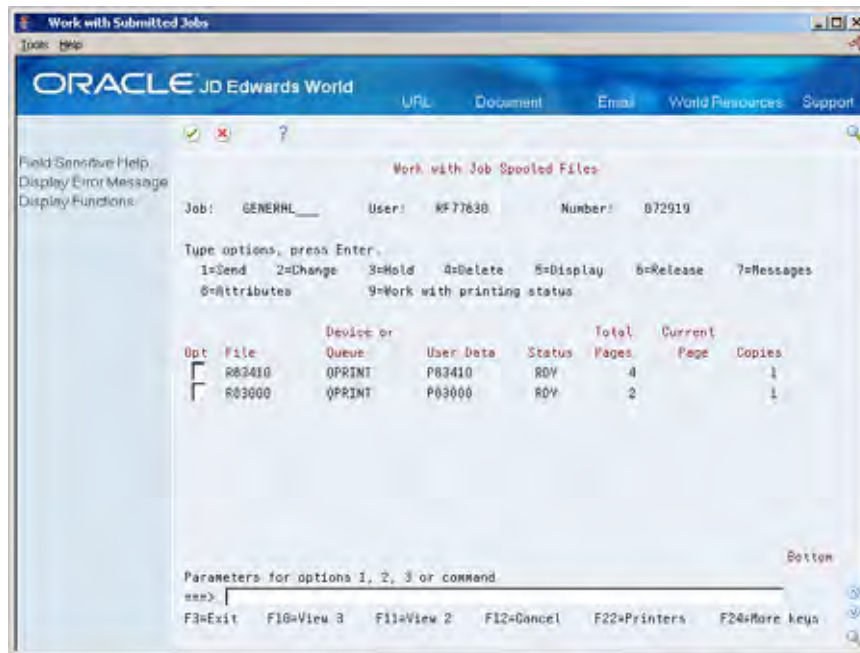 Work with Submitted Jobs
Tools Help
ORACLE JD Edwards World
URL Document Email World Resources Support
?
Field Sensitive Help
Display Error Message
Display Functions
Work with Job Spooled Files
Job: GENERAL___ User: RF77630 Number: 072919
Type options, press Enter.
1=Send 2=Change 3=Hold 4=Delete 5=Display 6=Release 7=Messages
8=Attributes 9=Work with printing status
Device or Total Current
Opt File Queue User Data Status Pages Page Copies
R83410 QPRINT P83410 RDY 4 1
R83000 QPRINT P83000 RDY 2 1
Bottom
Parameters for options 1, 2, 3 or command
===>
F3=Exit F10=View 3 F11=View 2 F12=Cancel F22=Printers F24=More keys